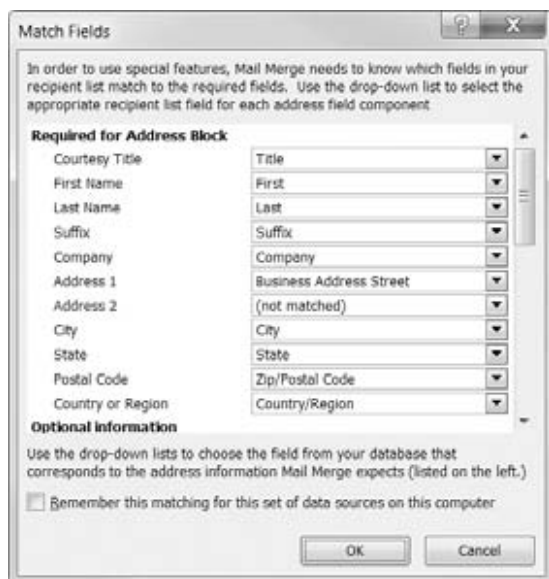 Match Fields
In order to use special features, Mail Merge needs to know which fields in your
recipient list match to the required fields. Use the drop-down list to select the
appropriate recipient list field for each address field component
Required for Address Block
Courtesy Title Title
First Name First
Last Name Last
Suffix Suffix
Company Company
Address 1 Business Address Street
Address 2 (not matched)
City City
State State
Postal Code Zip/Postal Code
Country or Region Country/Region
Optional information
Use the drop-down lists to choose the field from your database that
corresponds to the address information Mail Merge expects (listed on the left.)
Remember this matching for this set of data sources on this computer
OK Cancel